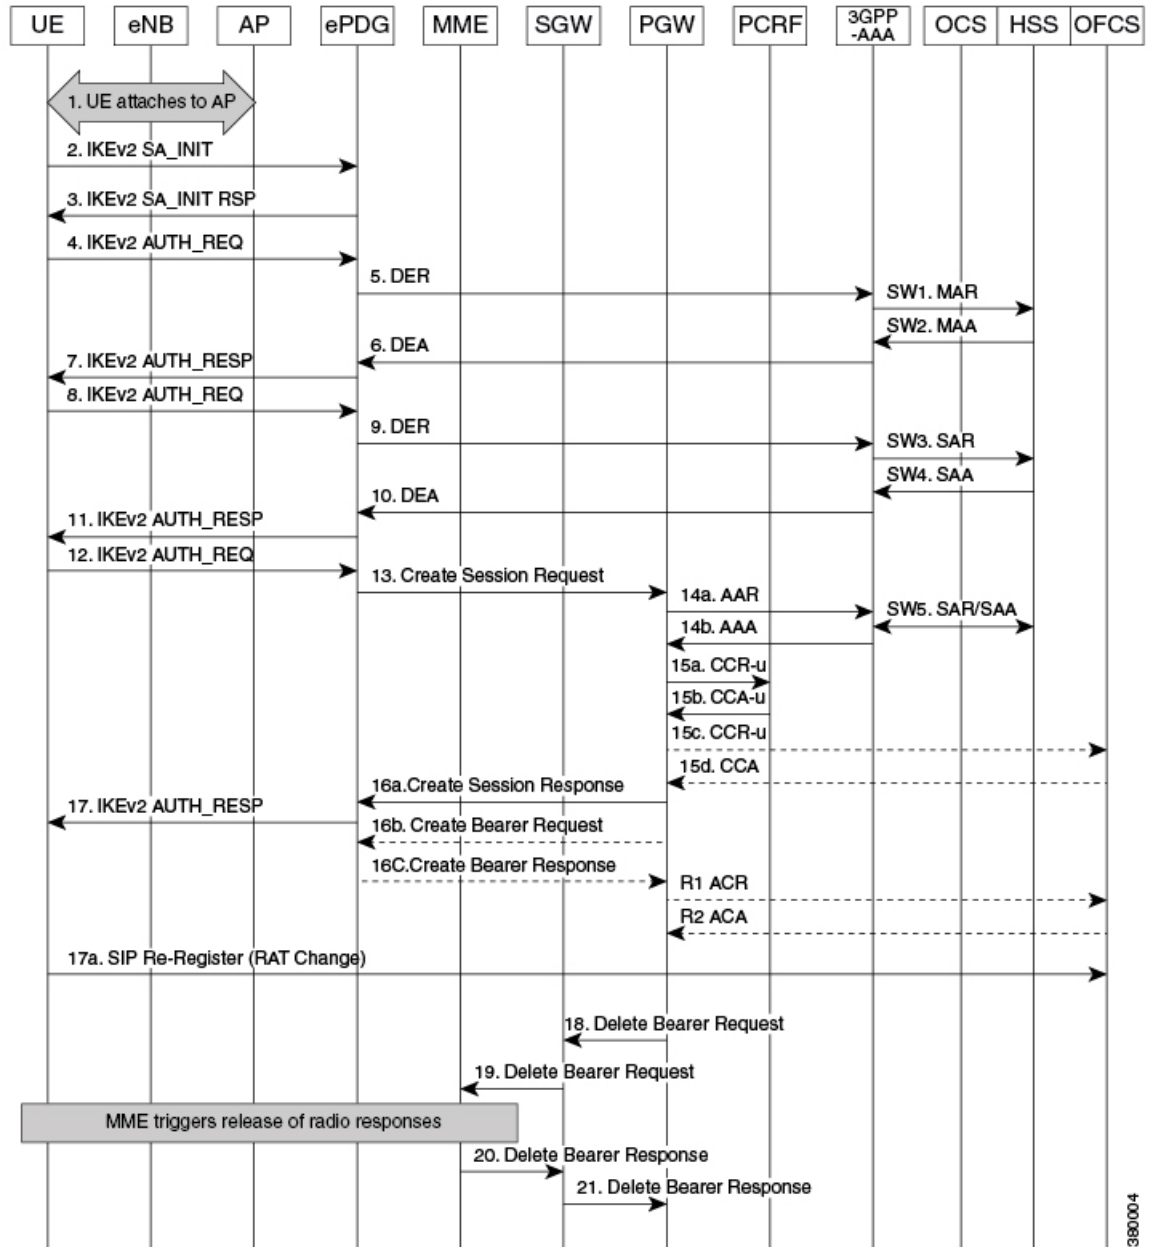 UE
eNB
AP
ePDG
MME
SGW
PGW
PCRF
3GPP
-AAA
OCS
HSS
OFCS
1. UE attaches to AP
2. IKEv2 SA_INIT
3. IKEv2 SA_INIT RSP
4. IKEv2 AUTH_REQ
5. DER
SW1. MAR
SW2. MAA
6. DEA
7. IKEv2 AUTH_RESP
8. IKEv2 AUTH_REQ
9. DER
SW3. SAR
SW4. SAA
10. DEA
11. IKEv2 AUTH_RESP
12. IKEv2 AUTH_REQ
13. Create Session Request
14a. AAR
SW5. SAR/SAA
14b. AAA
15a. CCR-u
15b. CCA-u
15c. CCR-u
15d. CCA
16a.Create Session Response
17. IKEv2 AUTH_RESP
16b. Create Bearer Request
16C.Create Bearer Response
R1 ACR
R2 ACA
17a. SIP Re-Register (RAT Change)
18. Delete Bearer Request
19. Delete Bearer Request
MME triggers release of radio responses
20. Delete Bearer Response
21. Delete Bearer Response
380004